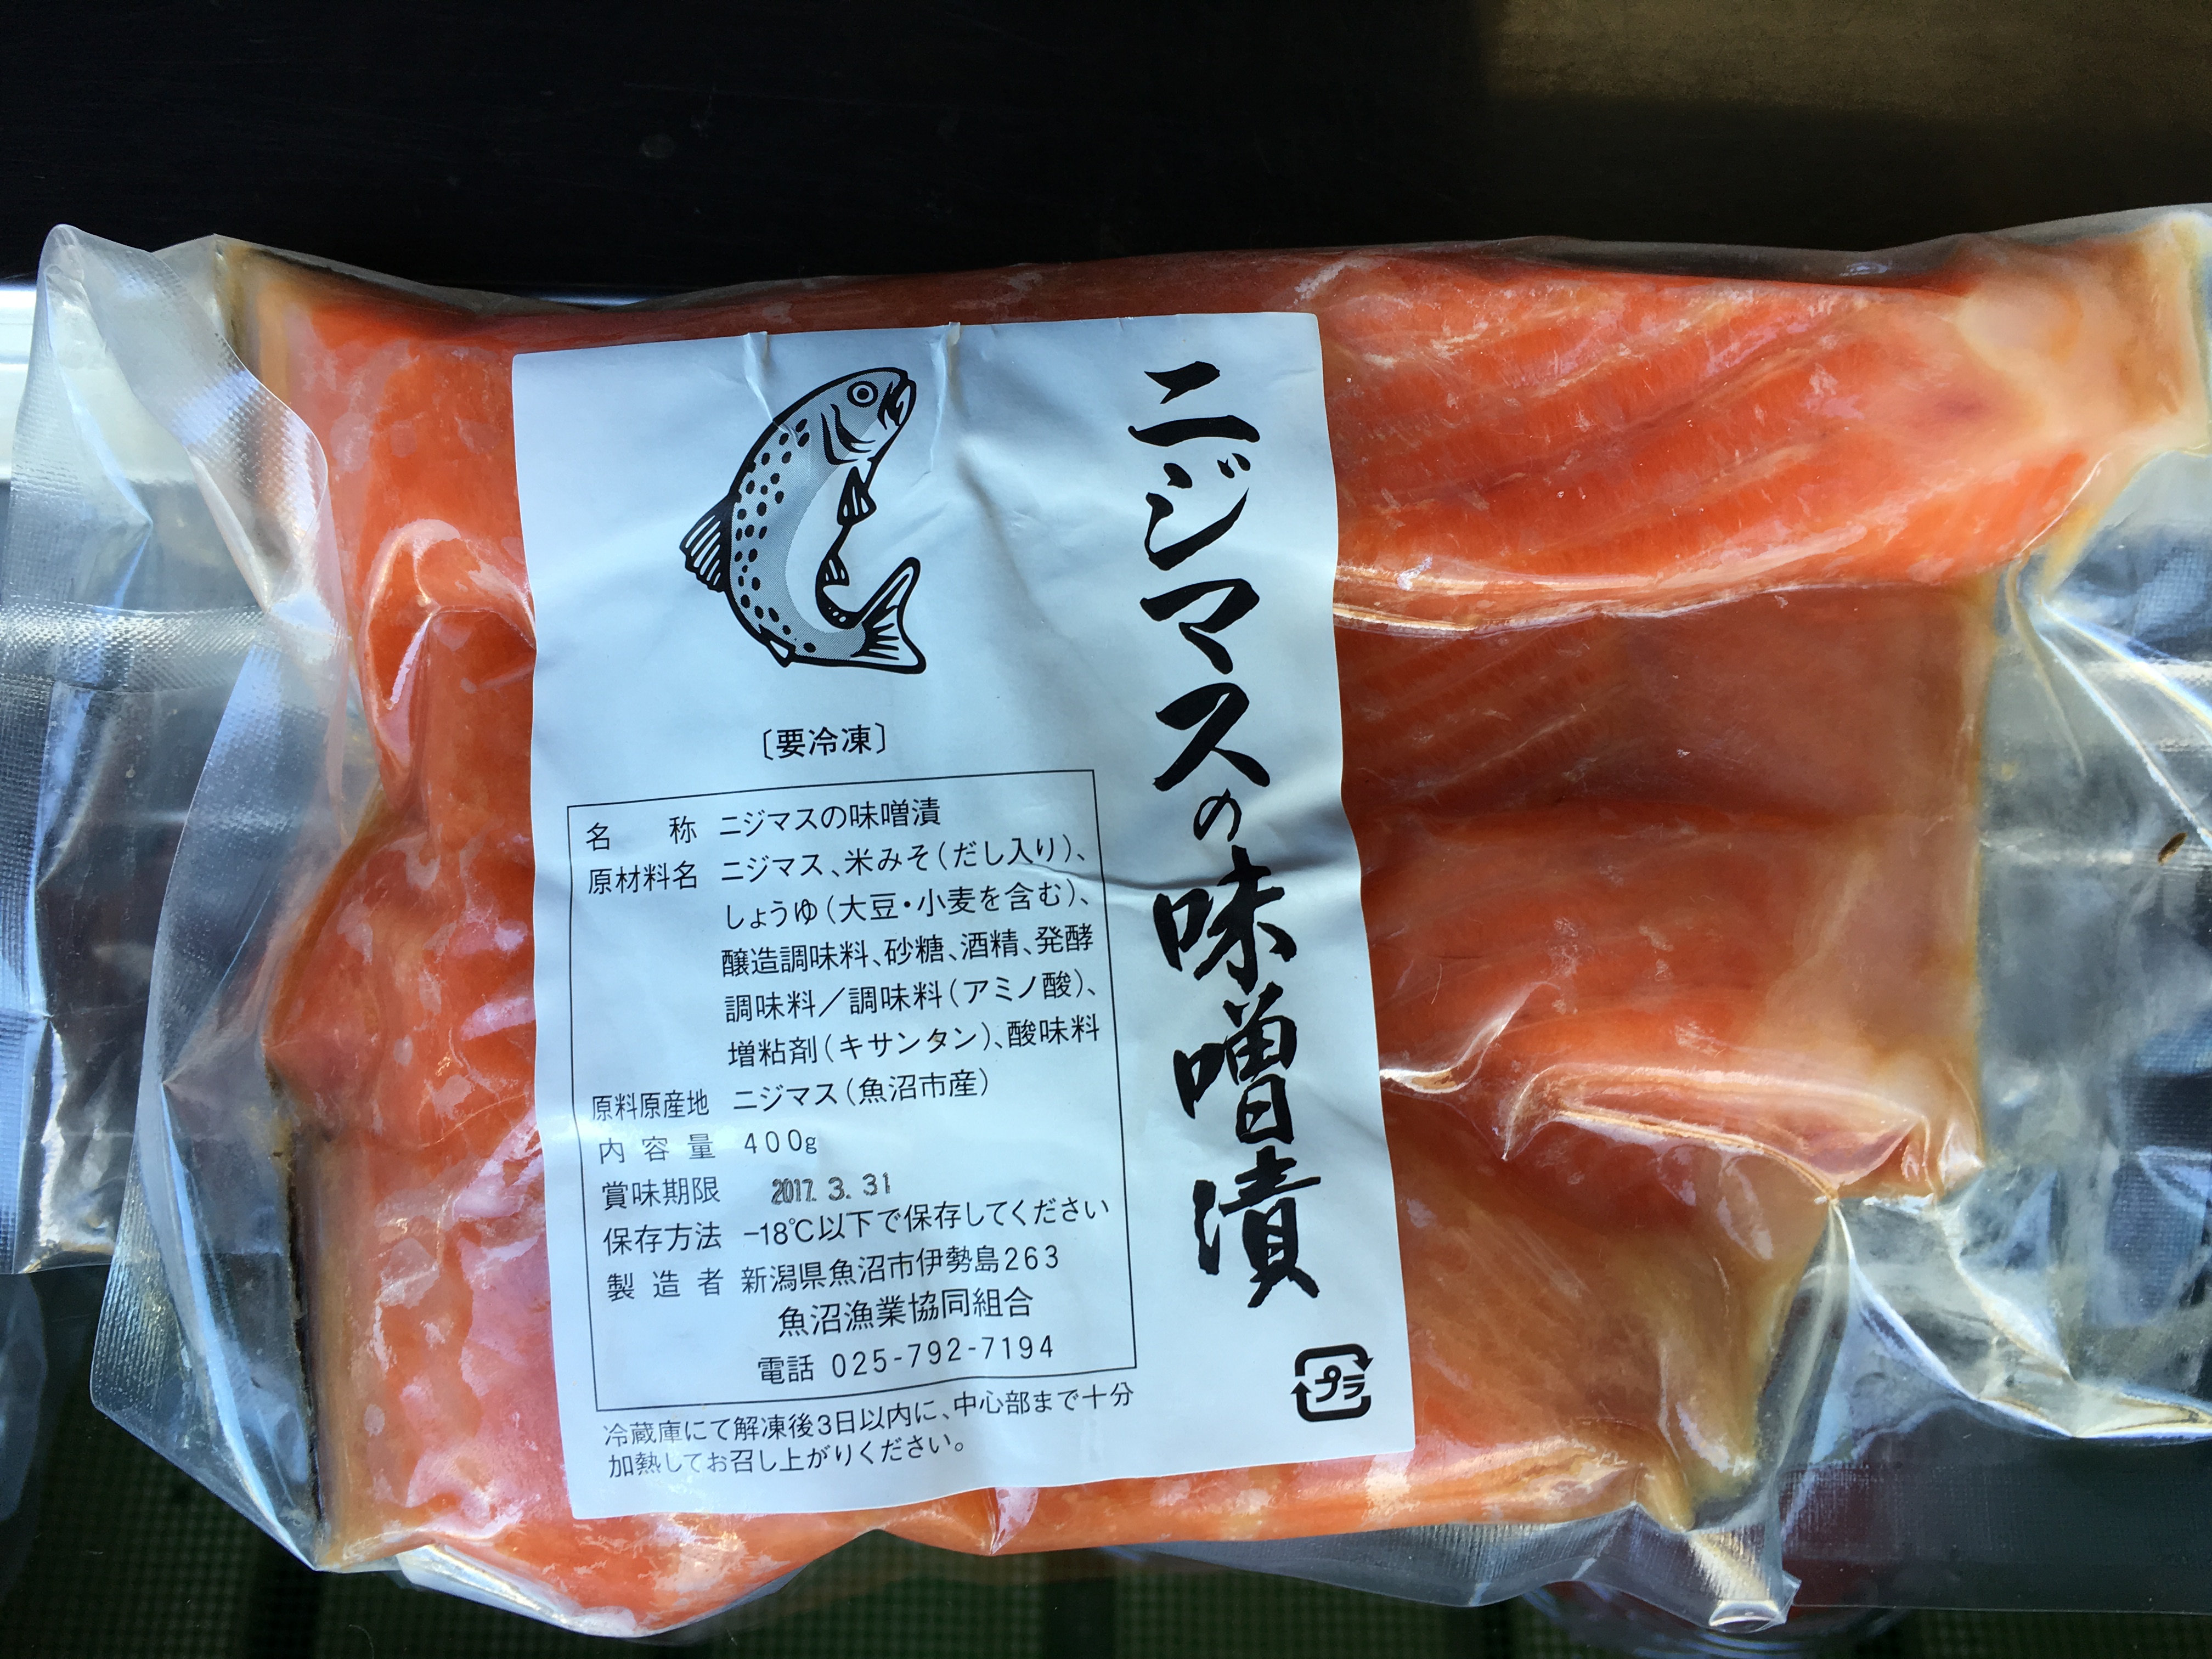 ニジマスの味噌漬
〔要冷凍〕
名　　称 ニジマスの味噌漬
原材料名 ニジマス、米みそ（だし入り）、
しょうゆ（大豆・小麦を含む）、
醸造調味料、砂糖、酒精、発酵
調味料／調味料（アミノ酸）、
増粘剤（キサンタン）、酸味料
原料原産地 ニジマス（魚沼市産）
内 容 量 400g
賞味期限 2017. 3. 31
保存方法 −18℃以下で保存してください
製 造 者 新潟県魚沼市伊勢島263
魚沼漁業協同組合
電話 025-792-7194
冷蔵庫にて解凍後3日以内に、中心部まで十分
加熱してお召し上がりください。
プラ